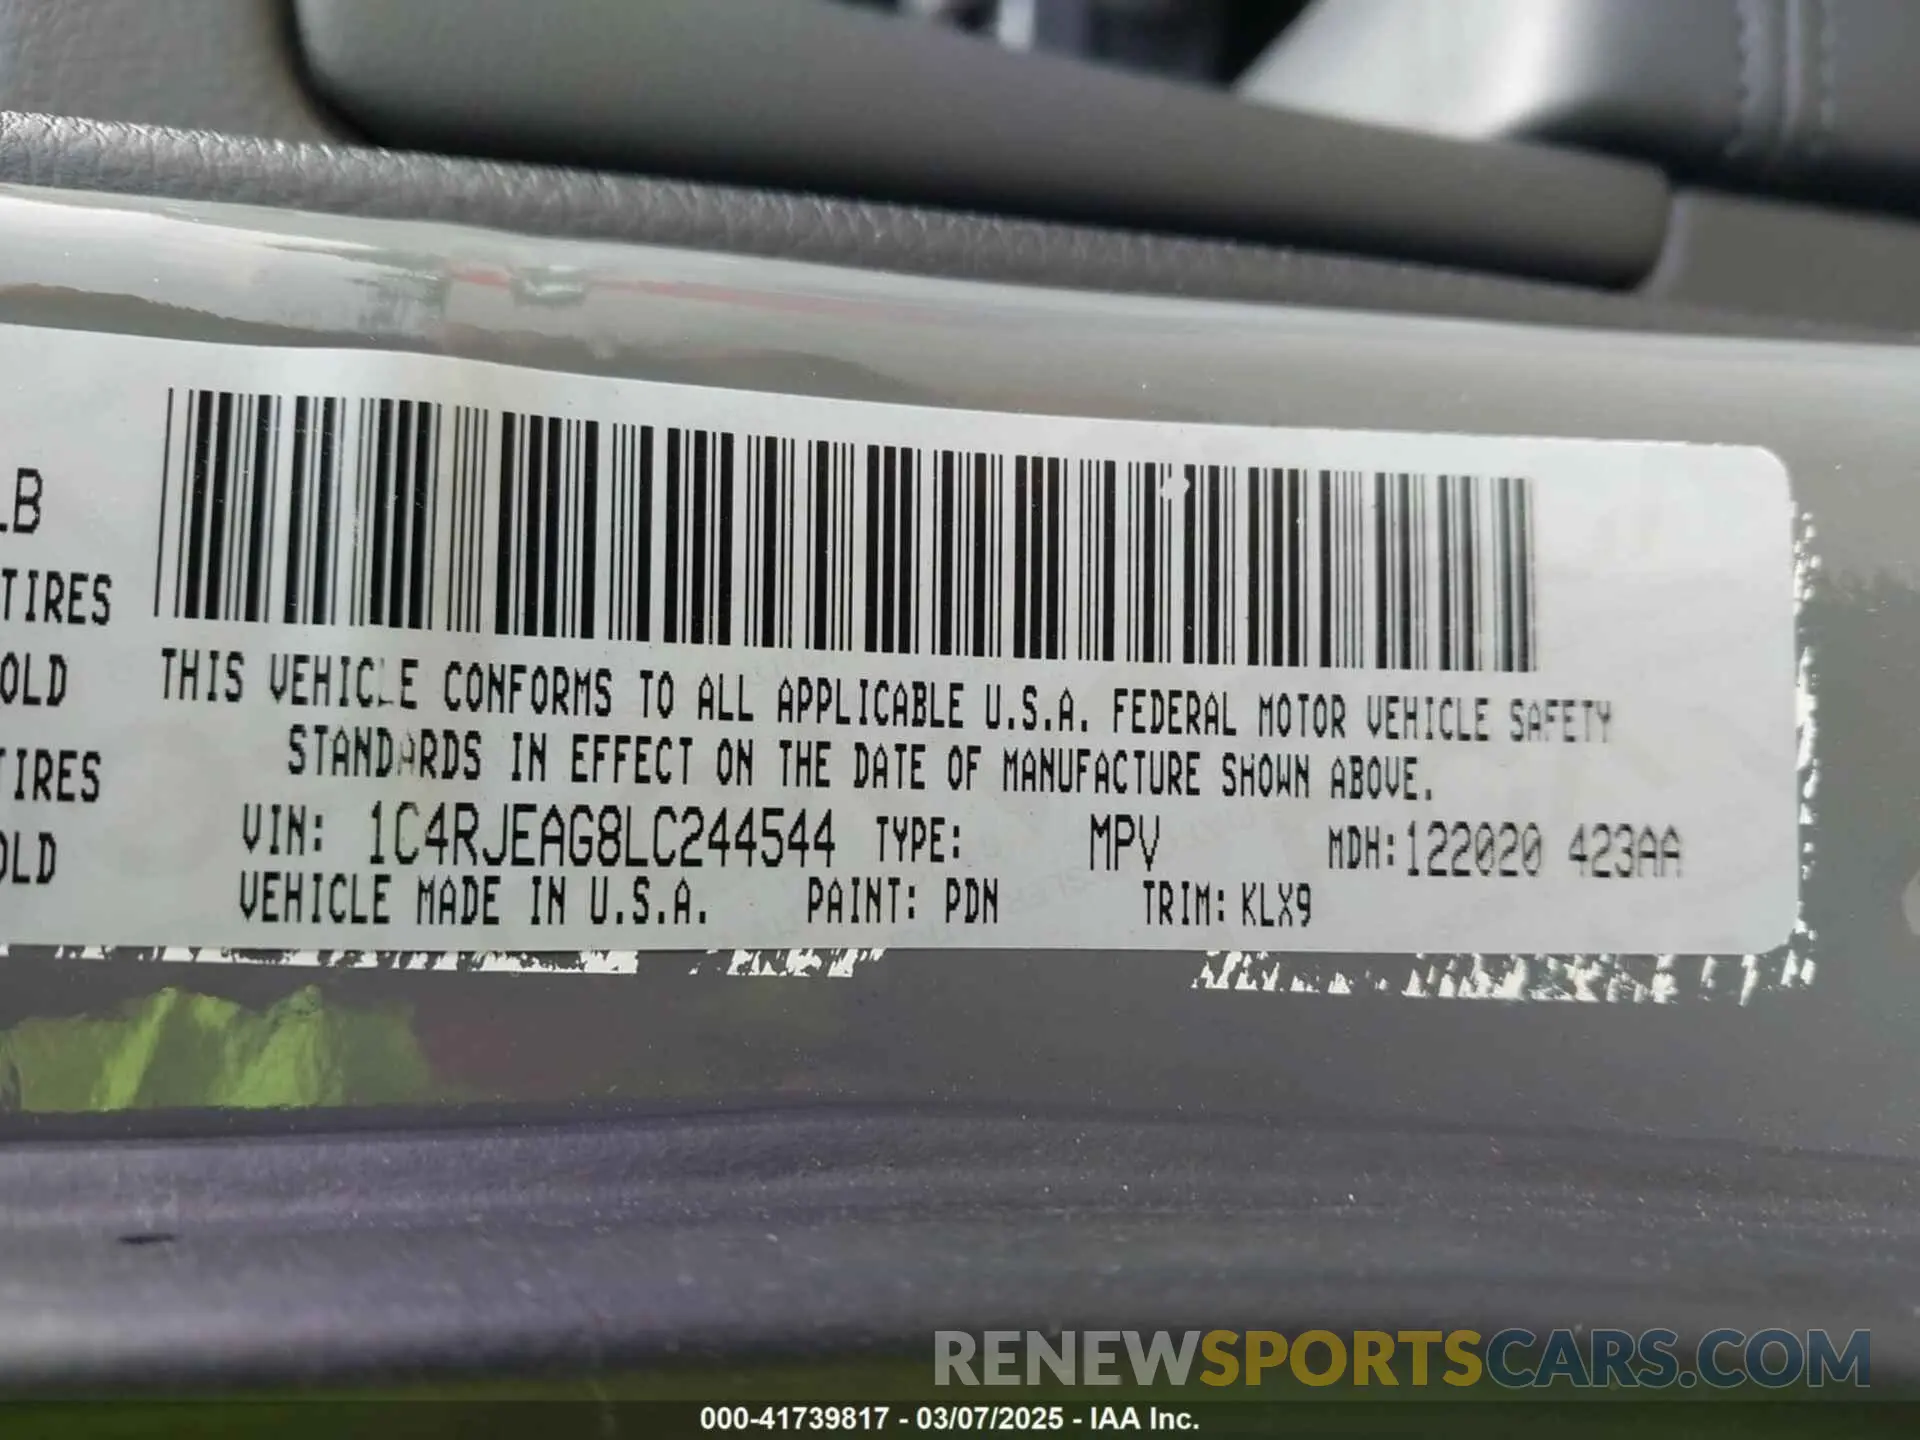 LB
TIRES
OLD
TIRES
OLD
THIS VEHICLE CONFORMS TO ALL APPLICABLE U.S.A. FEDERAL MOTOR VEHICLE SAFETY
STANDARDS IN EFFECT ON THE DATE OF MANUFACTURE SHOWN ABOVE.
VIN: 1C4RJEAG8LC244544 TYPE: MPV MDH:122020 423AA
VEHICLE MADE IN U.S.A. PAINT: PDN TRIM: KLX9
RENEWSPORTSCARS.COM
000-41739817 - 03/07/2025 - IAA Inc.